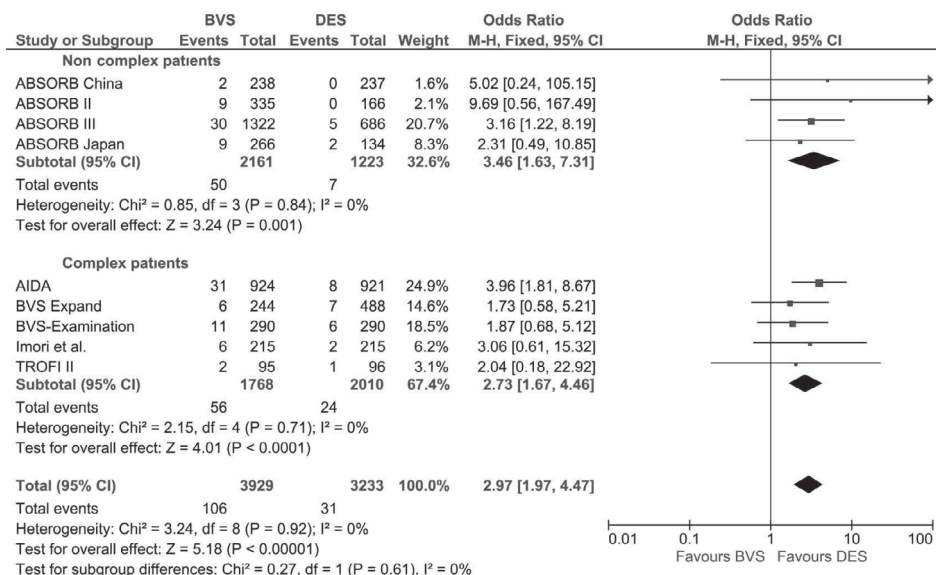 BVS DES Odds Ratio Odds Ratio
Study or Subgroup Events Total Events Total Weight M-H, Fixed, 95% CI M-H, Fixed, 95% CI
Non complex patients
ABSORB China 2 238 0 237 1.6% 5.02 [0.24, 105.15]
ABSORB II 9 335 0 166 2.1% 9.69 [0.56, 167.49]
ABSORB III 30 1322 5 686 20.7% 3.16 [1.22, 8.19]
ABSORB Japan 9 266 2 134 8.3% 2.31 [0.49, 10.85]
Subtotal (95% CI) 2161 1223 32.6% 3.46 [1.63, 7.31]
Total events 50 7
Heterogeneity: Chi² = 0.85, df = 3 (P = 0.84); I² = 0%
Test for overall effect: Z = 3.24 (P = 0.001)
Complex patients
AIDA 31 924 8 921 24.9% 3.96 [1.81, 8.67]
BVS Expand 6 244 7 488 14.6% 1.73 [0.58, 5.21]
BVS-Examination 11 290 6 290 18.5% 1.87 [0.68, 5.12]
Imori et al. 6 215 2 215 6.2% 3.06 [0.61, 15.32]
TROFI II 2 95 1 96 3.1% 2.04 [0.18, 22.92]
Subtotal (95% CI) 1768 2010 67.4% 2.73 [1.67, 4.46]
Total events 56 24
Heterogeneity: Chi² = 2.15, df = 4 (P = 0.71); I² = 0%
Test for overall effect: Z = 4.01 (P < 0.0001)
Total (95% CI) 3929 3233 100.0% 2.97 [1.97, 4.47]
Total events 106 31
Heterogeneity: Chi² = 3.24, df = 8 (P = 0.92); I² = 0%
Test for overall effect: Z = 5.18 (P < 0.00001)
Test for subgroup differences: Chi² = 0.27, df = 1 (P = 0.61), I² = 0%
0.01 0.1 1 10 100
Favours BVS Favours DES